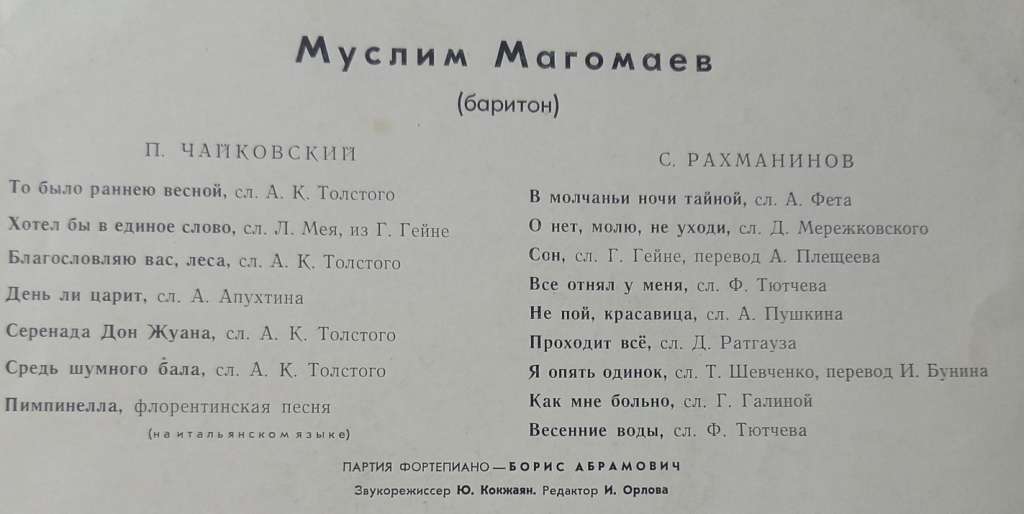 Муслим Магомаев
(баритон)
П. ЧАЙКОВСКИЙ
То было раннею весной, сл. А. К. Толстого
Хотел бы в единое слово, сл. Л. Мея, из Г. Гейне
Благословляю вас, леса, сл. А. К. Толстого
День ли царит, сл. А. Апухтина
Серенада Дон Жуана, сл. А. К. Толстого
Средь шумного бала, сл. А. К. Толстого
Пимпинелла, флорентинская песня
(на итальянском языке)
С. РАХМАНИНОВ
В молчаньи ночи тайной, сл. А. Фета
О нет, молю, не уходи, сл. Д. Мережковского
Сон, сл. Г. Гейне, перевод А. Плещеева
Все отнял у меня, сл. Ф. Тютчева
Не пой, красавица, сл. А. Пушкина
Проходит всё, сл. Д. Ратгауза
Я опять одинок, сл. Т. Шевченко, перевод И. Бунина
Как мне больно, сл. Г. Галиной
Весенние воды, сл. Ф. Тютчева
ПАРТИЯ ФОРТЕПИАНО — БОРИС АБРАМОВИЧ
Звукорежиссер Ю. Кокжаян. Редактор И. Орлова